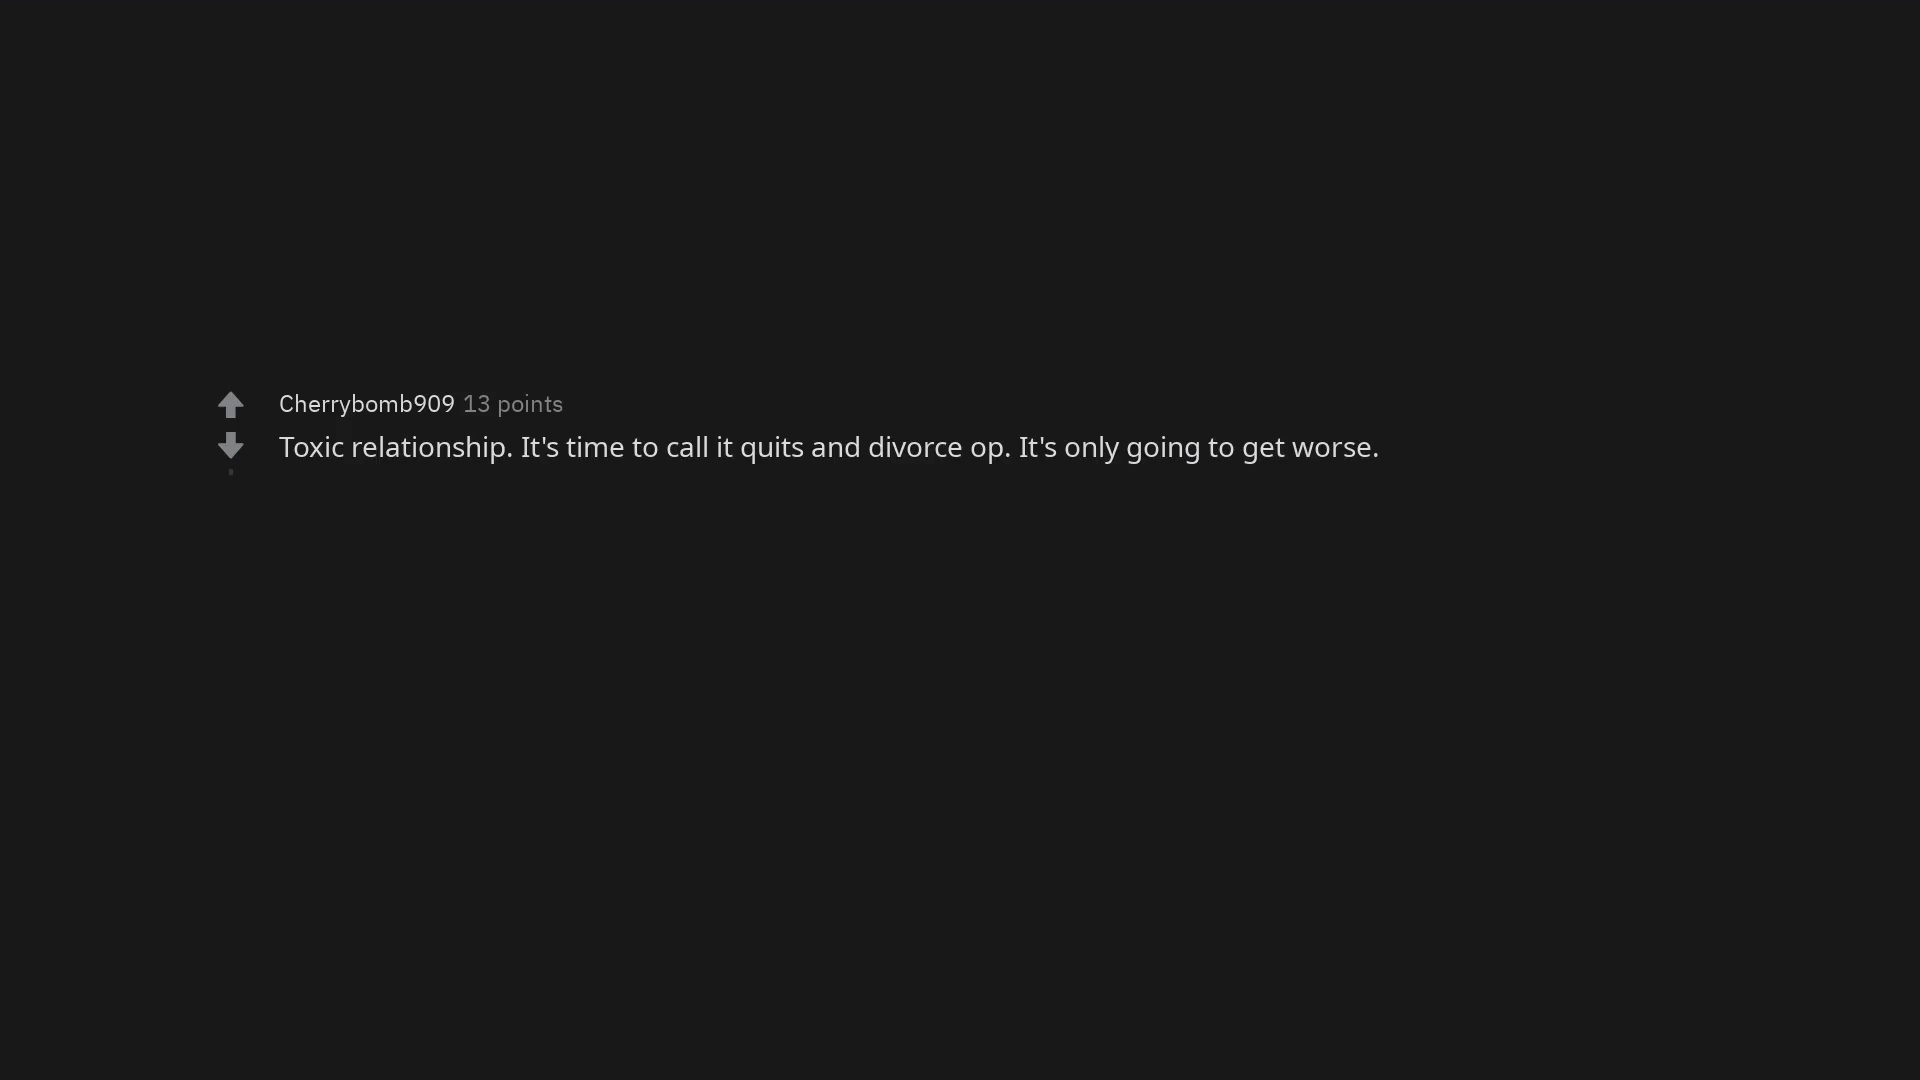 Cherrybomb909 13 points
Toxic relationship. It's time to call it quits and divorce op. It's only going to get worse.